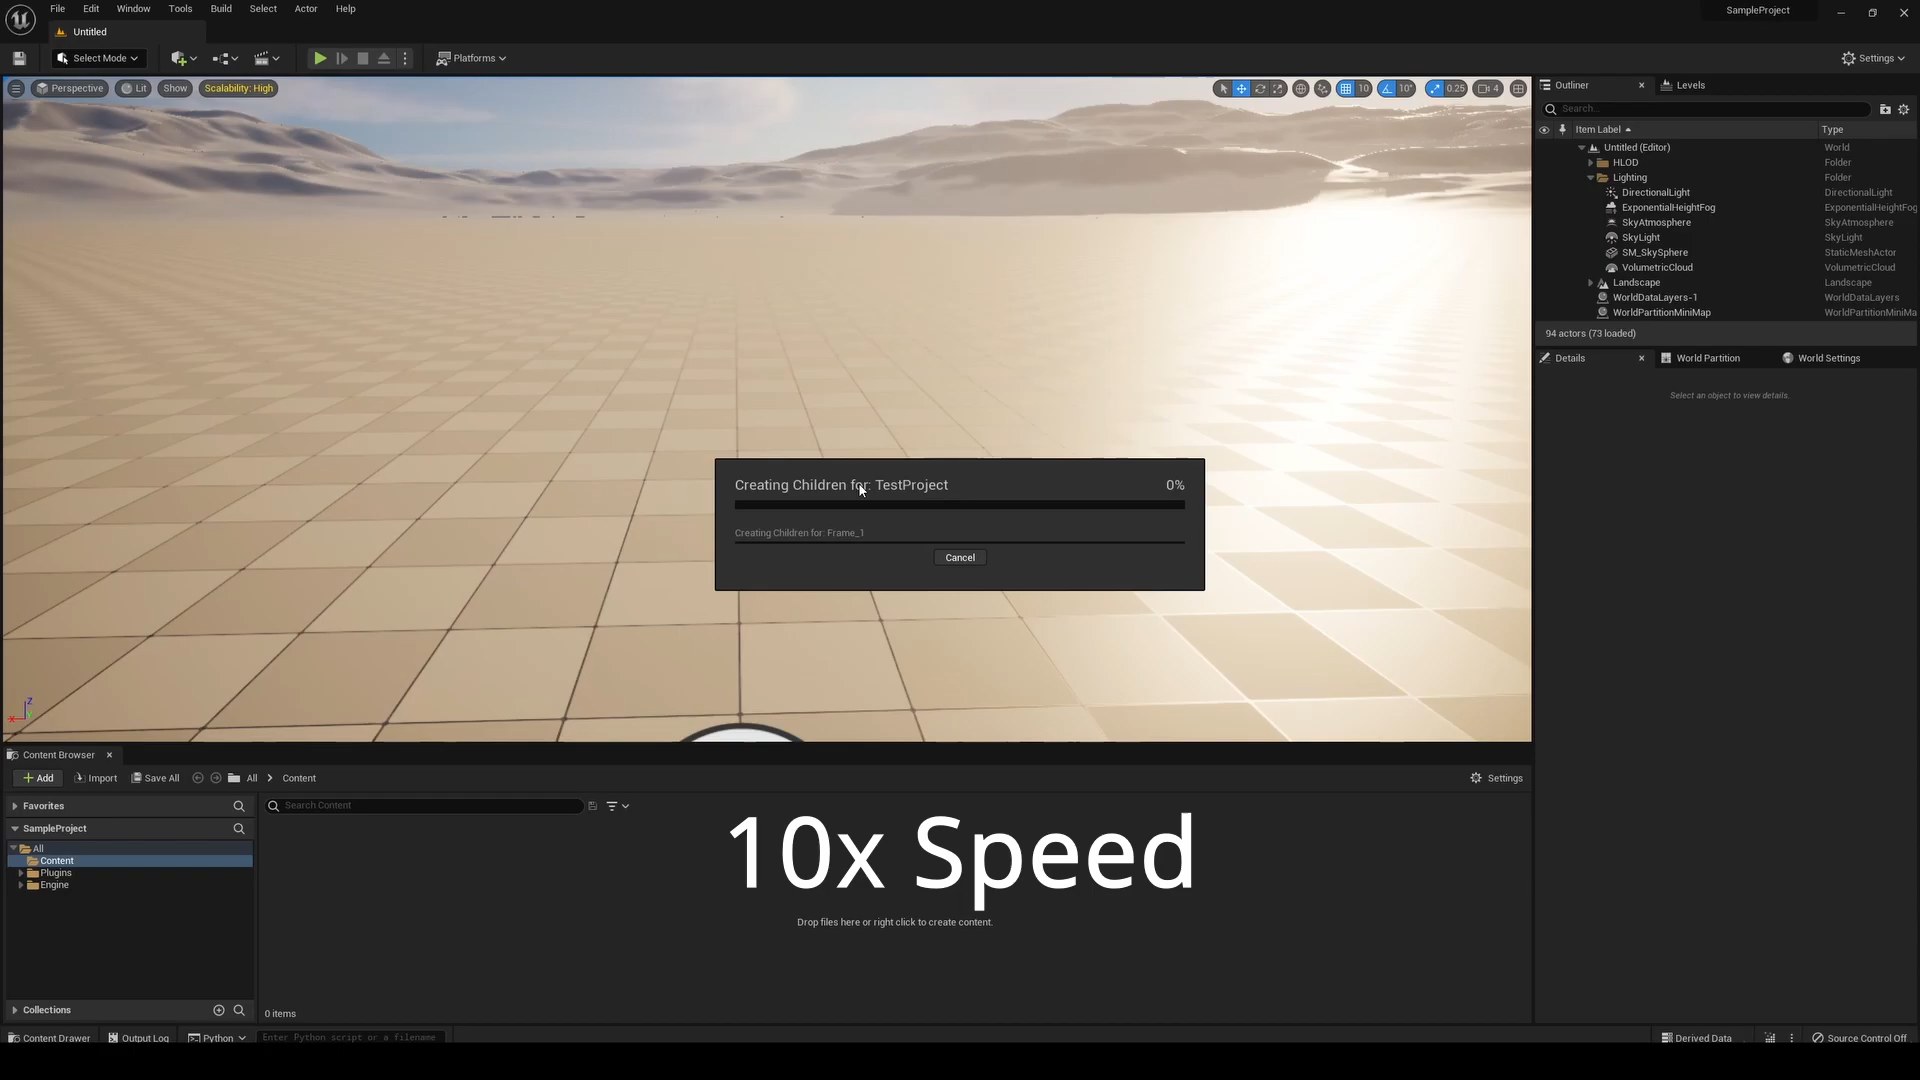 File Edit Window Tools Build Select Actor Help
SampleProject
Untitled
Select Mode
Platforms
Settings
Perspective
Lit
Show
Scalability: High
10
10°
0.25
4
Outliner
Levels
Search...
Item Label
Type
Untitled (Editor)
World
HLOD
Folder
Lighting
Folder
DirectionalLight
DirectionalLight
ExponentialHeightFog
ExponentialHeightFog
SkyAtmosphere
SkyAtmosphere
SkyLight
SkyLight
SM_SkySphere
StaticMeshActor
VolumetricCloud
VolumetricCloud
Landscape
Landscape
WorldDataLayers-1
WorldDataLayers
WorldPartitionMiniMap
WorldPartitionMiniMa
94 actors (73 loaded)
Details
World Partition
World Settings
Select an object to view details.
Creating Children for: TestProject
0%
Creating Children for: Frame_1
Cancel
Z
X
Y
Content Browser
Add
Import
Save All
All
Content
Settings
Favorites
Search Content
SampleProject
All
Content
Plugins
Engine
10x Speed
Drop files here or right click to create content.
Collections
0 items
Content Drawer
Output Log
Python
Enter Python script or a filename
Derived Data
Source Control Off